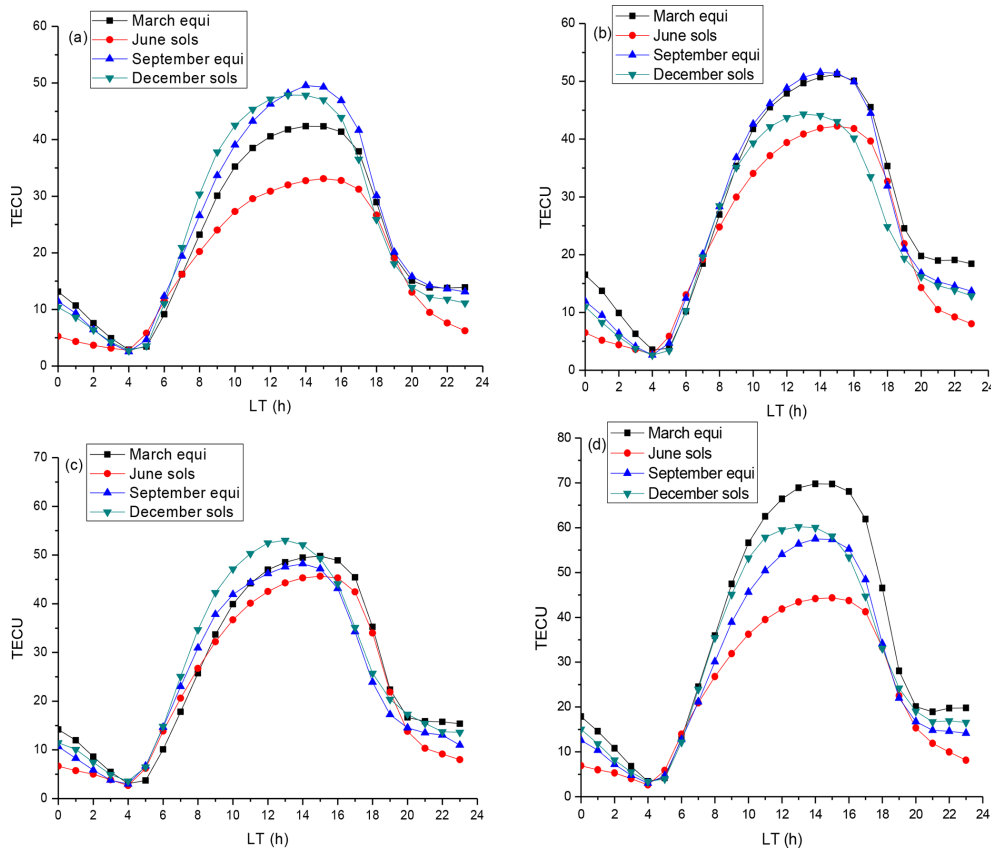 (a)
March equi
June sols
September equi
December sols
60
50
40
30
20
10
0
TECU
0 2 4 6 8 10 12 14 16 18 20 22 24
LT (h)
(b)
March equi
June sols
September equi
December sols
60
50
40
30
20
10
0
TECU
0 2 4 6 8 10 12 14 16 18 20 22 24
LT (h)
(c)
March equi
June sols
September equi
December sols
70
60
50
40
30
20
10
0
TECU
0 2 4 6 8 10 12 14 16 18 20 22 24
LT (h)
(d)
March equi
June sols
September equi
December sols
80
70
60
50
40
30
20
10
0
TECU
0 2 4 6 8 10 12 14 16 18 20 22 24
LT (h)